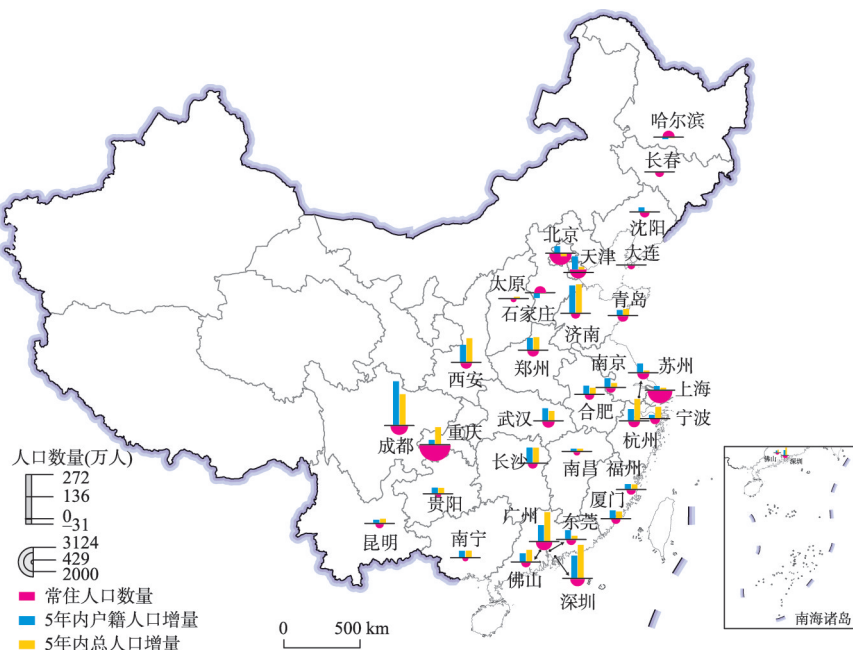 哈尔滨
长春
沈阳
北京
天津
大连
太原
石家庄
济南
青岛
西安
郑州
南京
苏州
上海
合肥
宁波
杭州
武汉
成都
重庆
长沙
南昌
福州
贵阳
厦门
广州
东莞
昆明
南宁
佛山
深圳
人口数量(万人)
272
136
0
-31
3124
429
2000
常住人口数量
5年内户籍人口增量
5年内总人口增量
0 500 km
佛山
深圳
南海诸岛